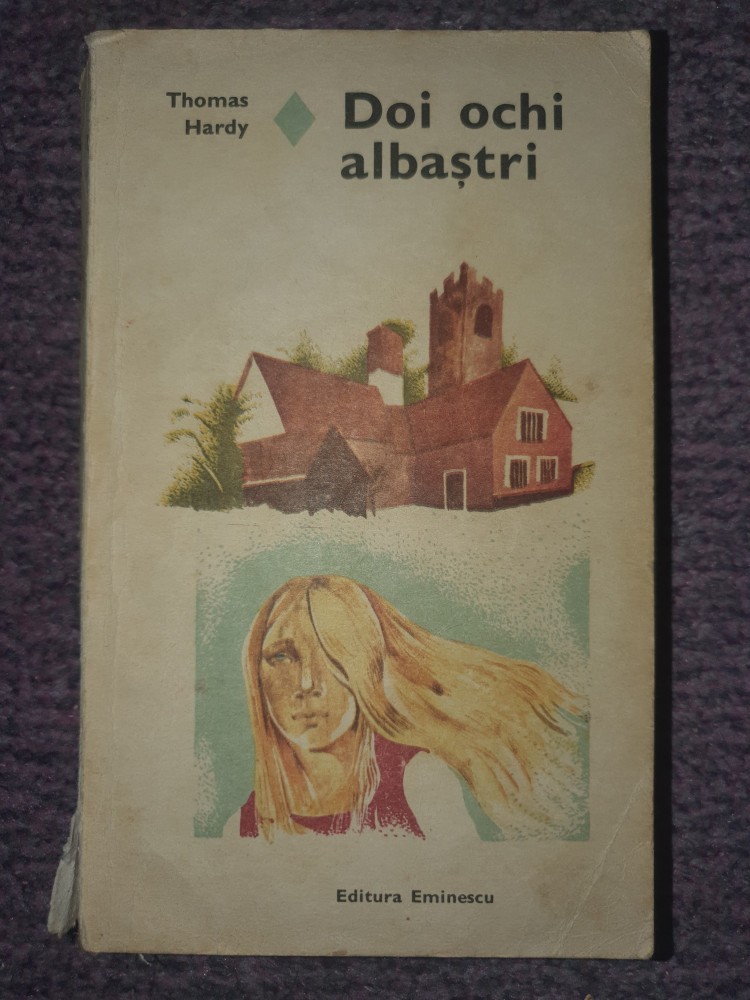 Thomas
Hardy
Doi ochi
albaștri
Editura Eminescu